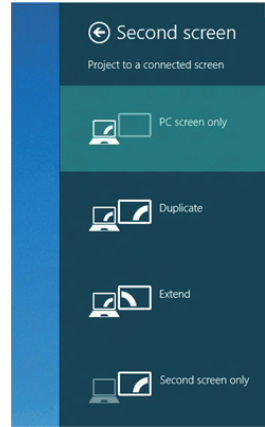 Second screen
Project to a connected screen
PC screen only
Duplicate
Extend
Second screen only